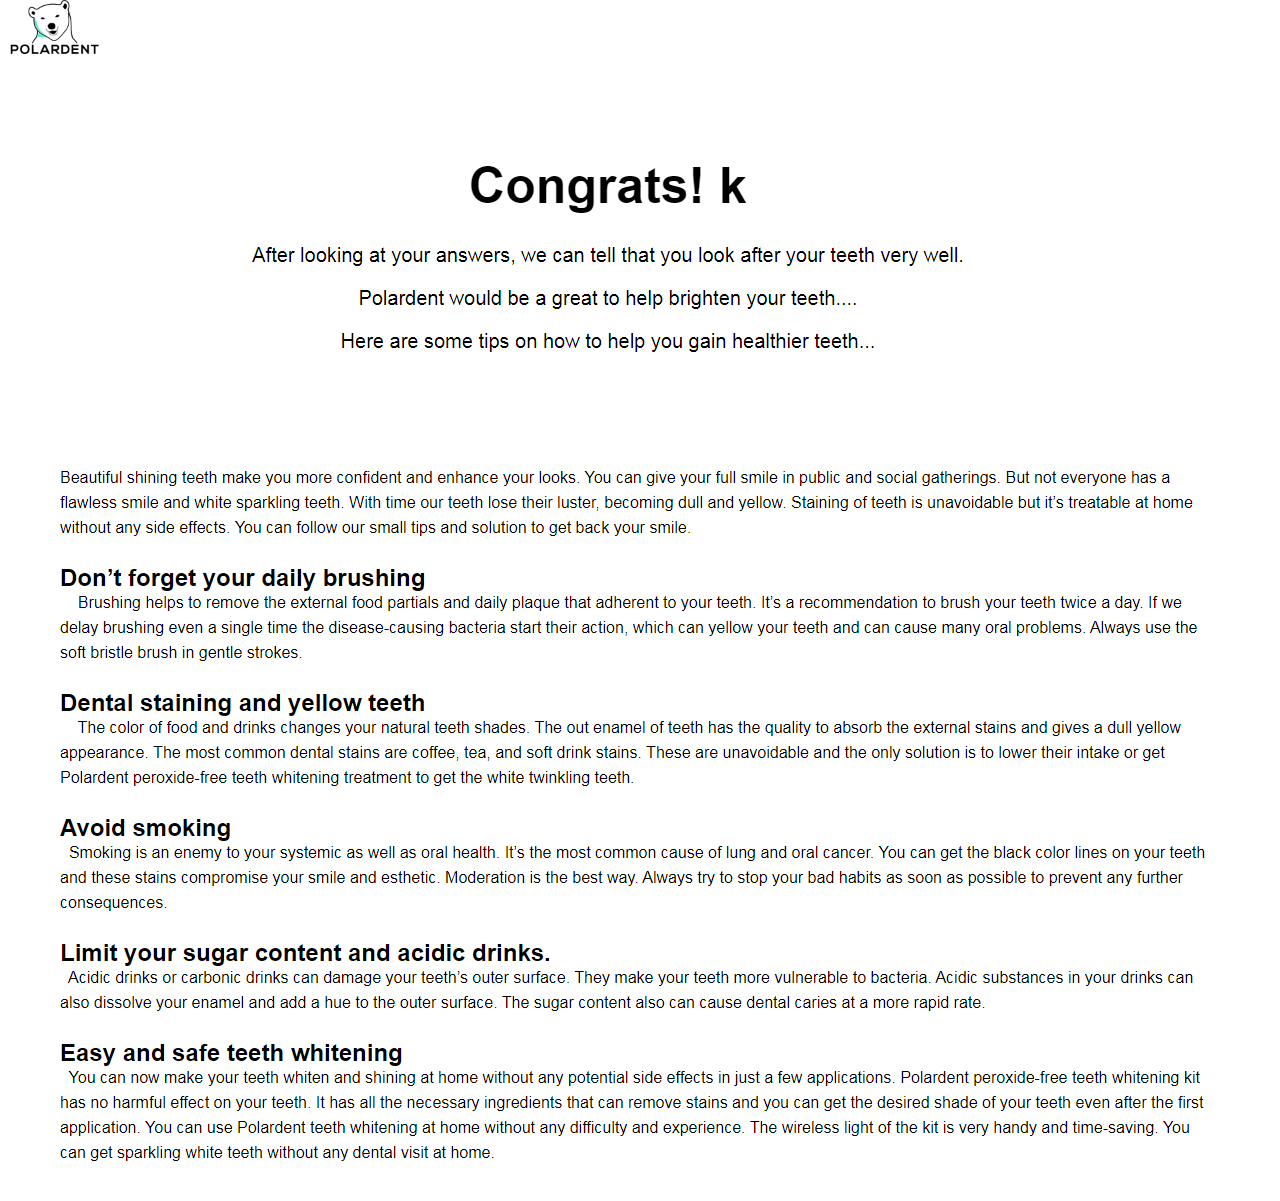 POLARDENT
Congrats! k
After looking at your answers, we can tell that you look after your teeth very well.
Polardent would be a great to help brighten your teeth....
Here are some tips on how to help you gain healthier teeth...
Beautiful shining teeth make you more confident and enhance your looks. You can give your full smile in public and social gatherings. But not everyone has a
flawless smile and white sparkling teeth. With time our teeth lose their luster, becoming dull and yellow. Staining of teeth is unavoidable but it’s treatable at home
without any side effects. You can follow our small tips and solution to get back your smile.
Don’t forget your daily brushing
Brushing helps to remove the external food partials and daily plaque that adherent to your teeth. It’s a recommendation to brush your teeth twice a day. If we
delay brushing even a single time the disease-causing bacteria start their action, which can yellow your teeth and can cause many oral problems. Always use the
soft bristle brush in gentle strokes.
Dental staining and yellow teeth
The color of food and drinks changes your natural teeth shades. The out enamel of teeth has the quality to absorb the external stains and gives a dull yellow
appearance. The most common dental stains are coffee, tea, and soft drink stains. These are unavoidable and the only solution is to lower their intake or get
Polardent peroxide-free teeth whitening treatment to get the white twinkling teeth.
Avoid smoking
Smoking is an enemy to your systemic as well as oral health. It’s the most common cause of lung and oral cancer. You can get the black color lines on your teeth
and these stains compromise your smile and esthetic. Moderation is the best way. Always try to stop your bad habits as soon as possible to prevent any further
consequences.
Limit your sugar content and acidic drinks.
Acidic drinks or carbonic drinks can damage your teeth’s outer surface. They make your teeth more vulnerable to bacteria. Acidic substances in your drinks can
also dissolve your enamel and add a hue to the outer surface. The sugar content also can cause dental caries at a more rapid rate.
Easy and safe teeth whitening
You can now make your teeth whiten and shining at home without any potential side effects in just a few applications. Polardent peroxide-free teeth whitening kit
has no harmful effect on your teeth. It has all the necessary ingredients that can remove stains and you can get the desired shade of your teeth even after the first
application. You can use Polardent teeth whitening at home without any difficulty and experience. The wireless light of the kit is very handy and time-saving. You
can get sparkling white teeth without any dental visit at home.